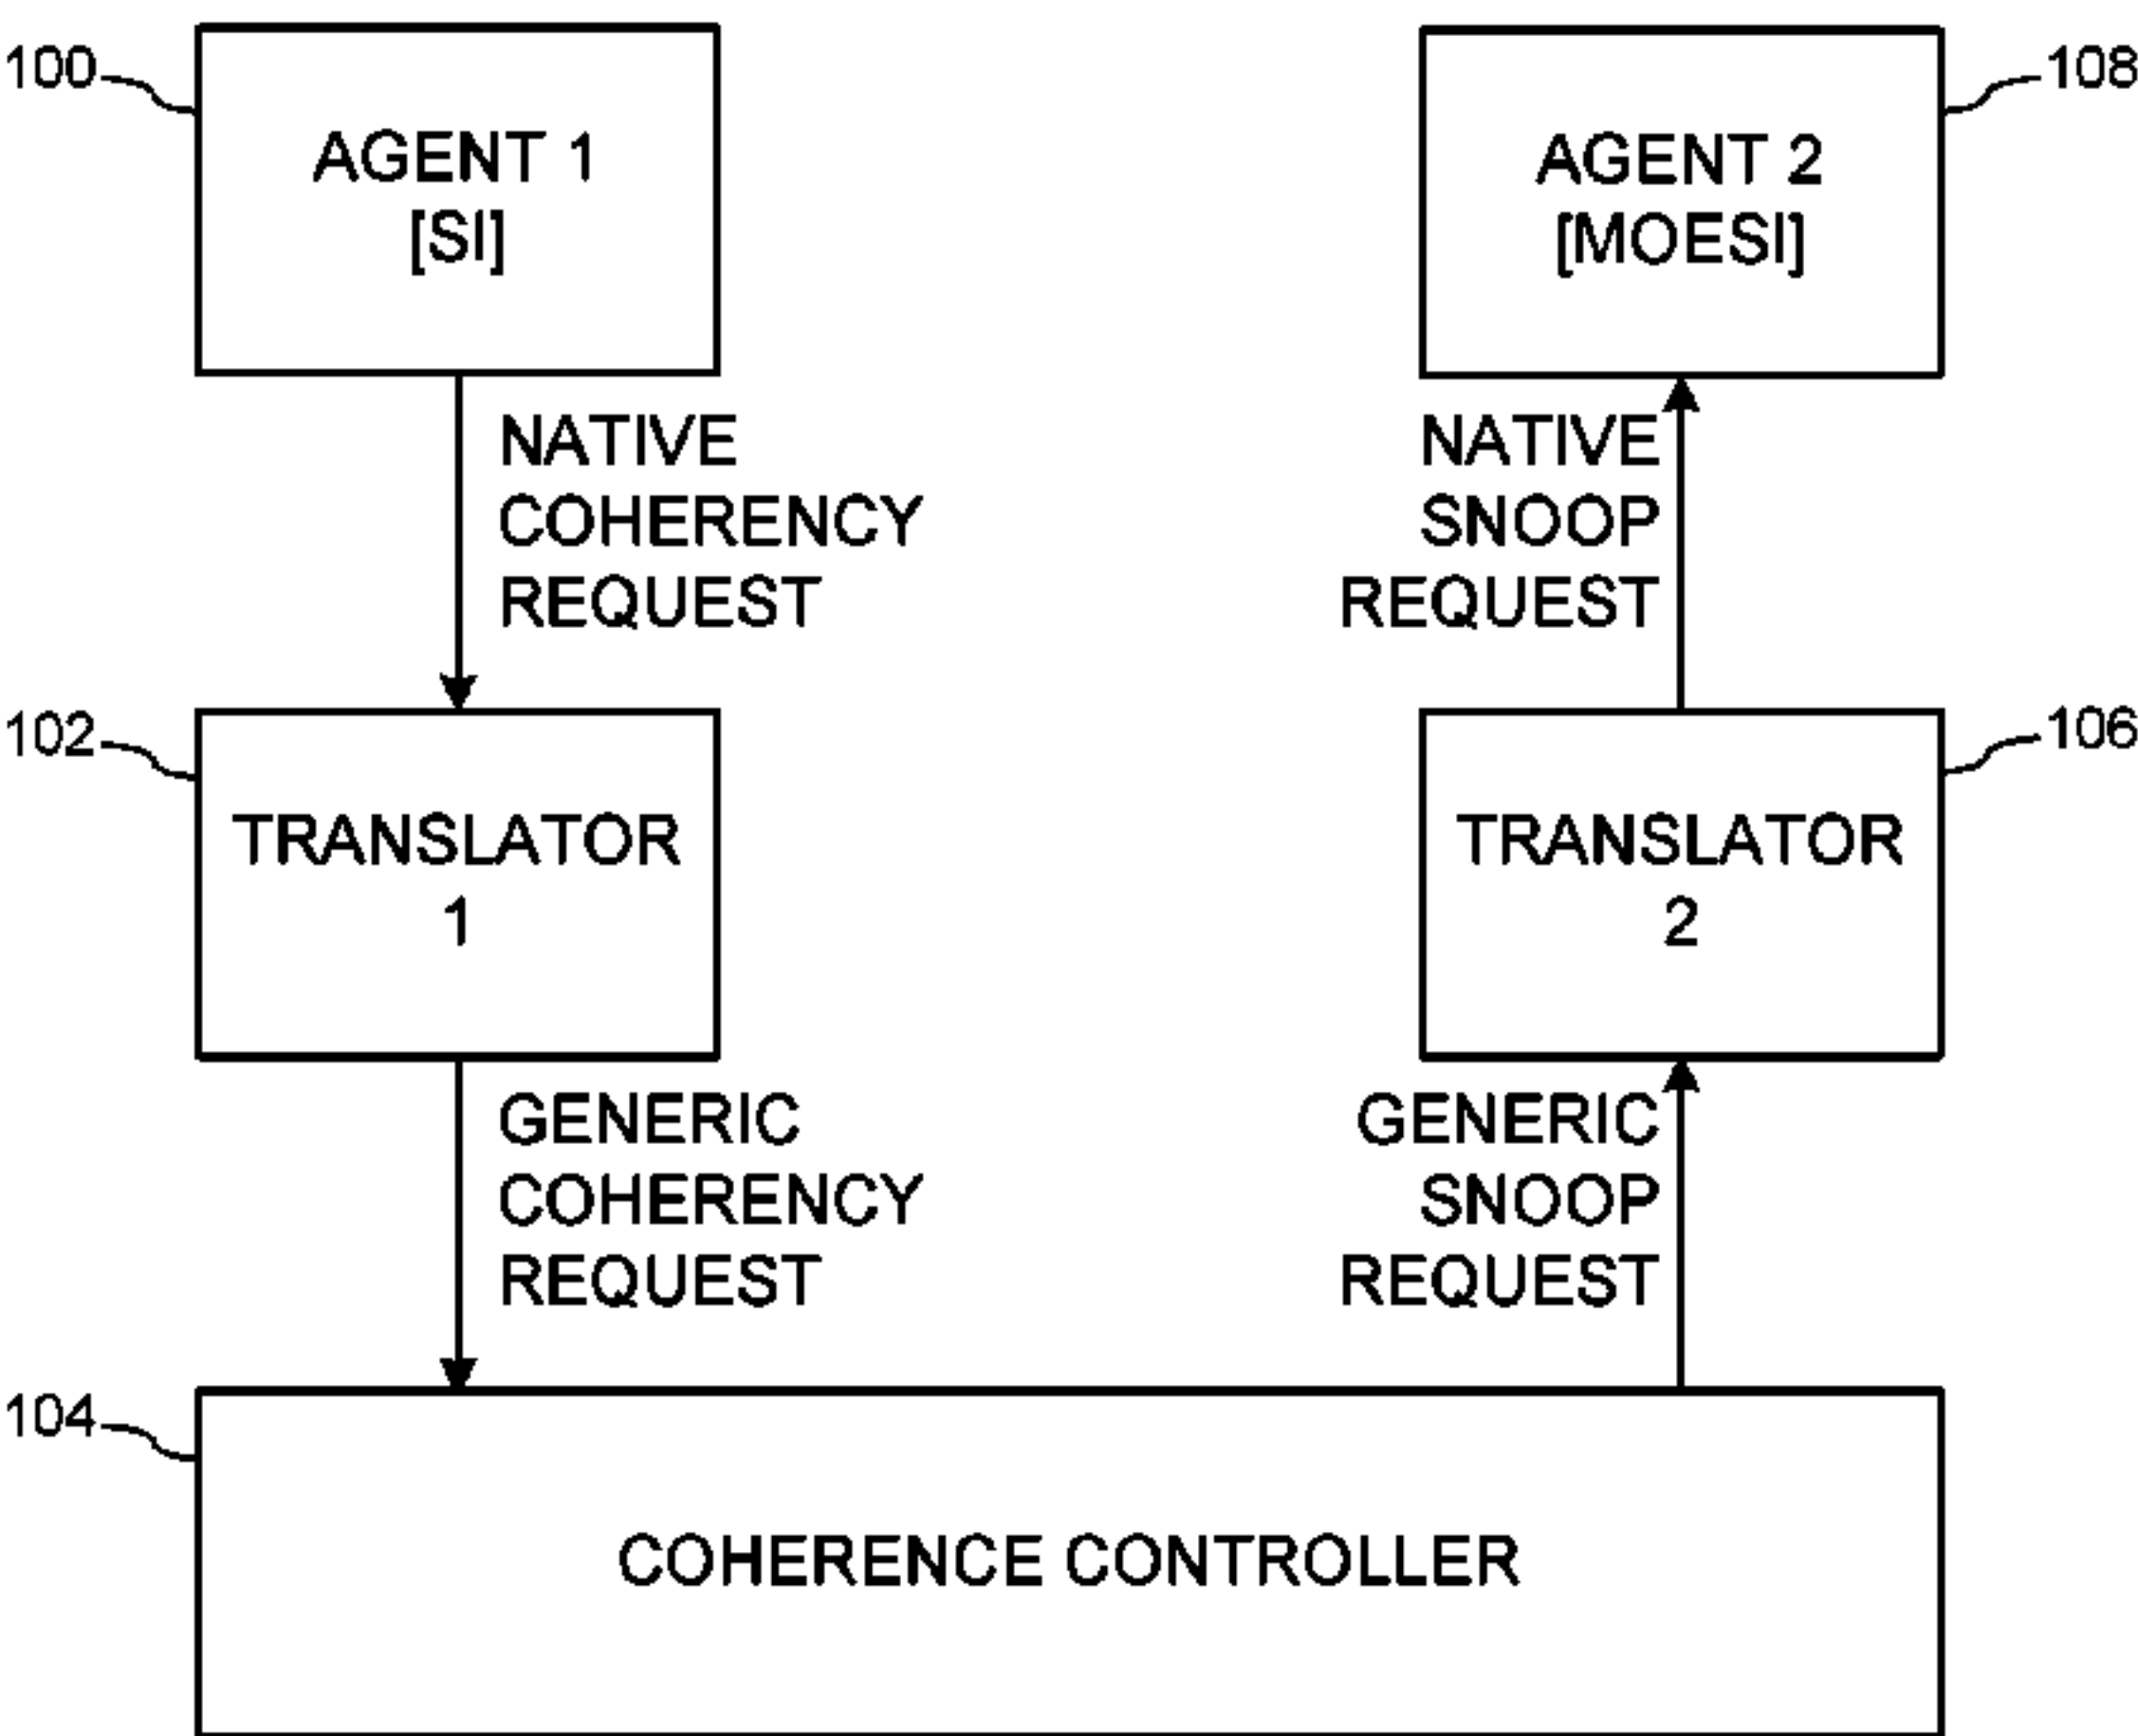 100
AGENT 1
[SI]
108
AGENT 2
[MOESI]
NATIVE
COHERENCY
REQUEST
NATIVE
SNOOP
REQUEST
102
TRANSLATOR
1
106
TRANSLATOR
2
GENERIC
COHERENCY
REQUEST
GENERIC
SNOOP
REQUEST
104
COHERENCE CONTROLLER